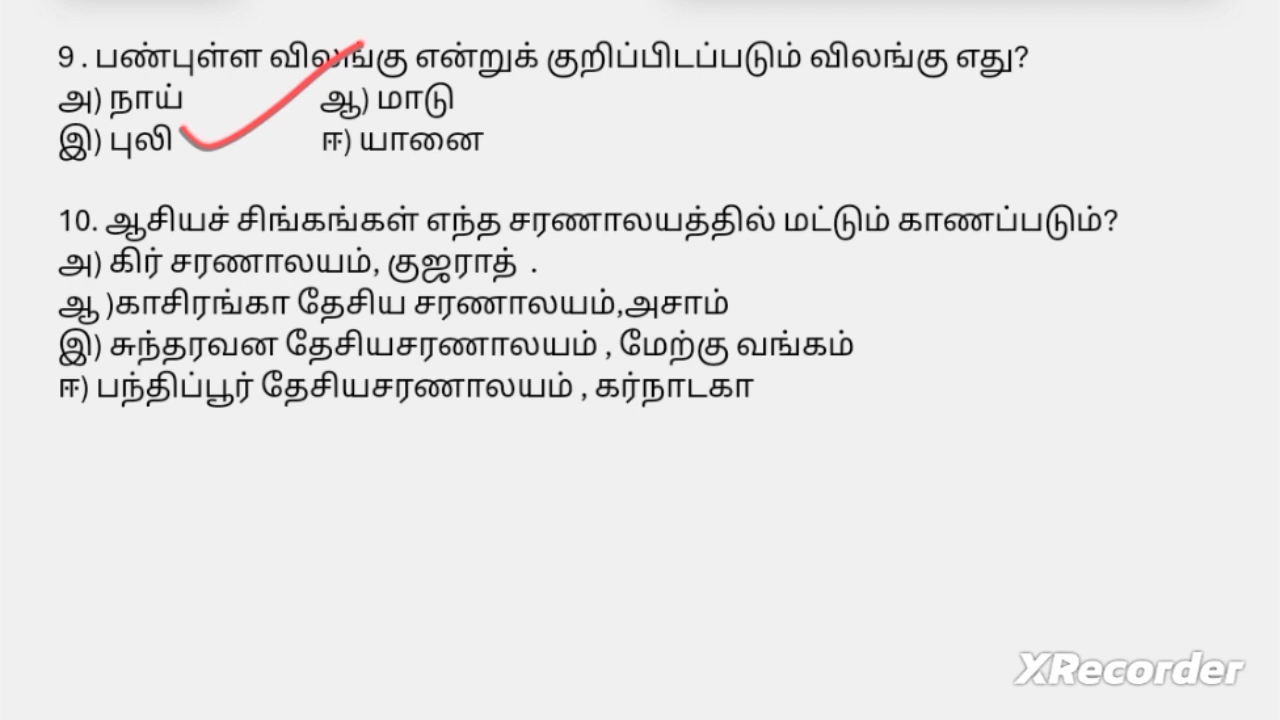 9 . பண்புள்ள விலங்கு என்றுக் குறிப்பிடப்படும் விலங்கு எது?
அ) நாய் ஆ) மாடு
இ) புலி ஈ) யானை
10. ஆசியச் சிங்கங்கள் எந்த சரணாலயத்தில் மட்டும் காணப்படும்?
அ) கிர் சரணாலயம், குஜராத் .
ஆ )காசிரங்கா தேசிய சரணாலயம்,அசாம்
இ) சுந்தரவன தேசியசரணாலயம் , மேற்கு வங்கம்
ஈ) பந்திப்பூர் தேசியசரணாலயம் , கர்நாடகா
XRecorder